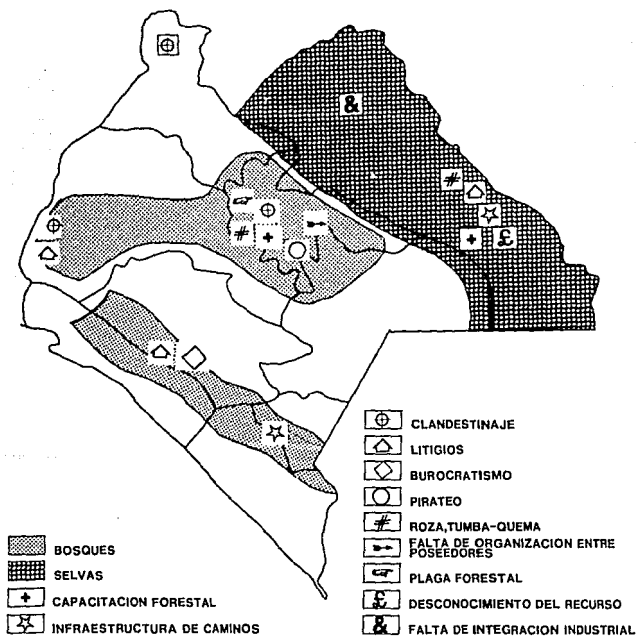 BOSQUES
SELVAS
CAPACITACION FORESTAL
INFRAESTRUCTURA DE CAMINOS
CLANDESTINAJE
LITIGIOS
BUROCRATISMO
PIRATEO
# ROZA,TUMBA-QUEMA
FALTA DE ORGANIZACION ENTRE
POSEEDORES
PLAGA FORESTAL
£ DESCONOCIMIENTO DEL RECURSO
& FALTA DE INTEGRACION INDUSTRIAL